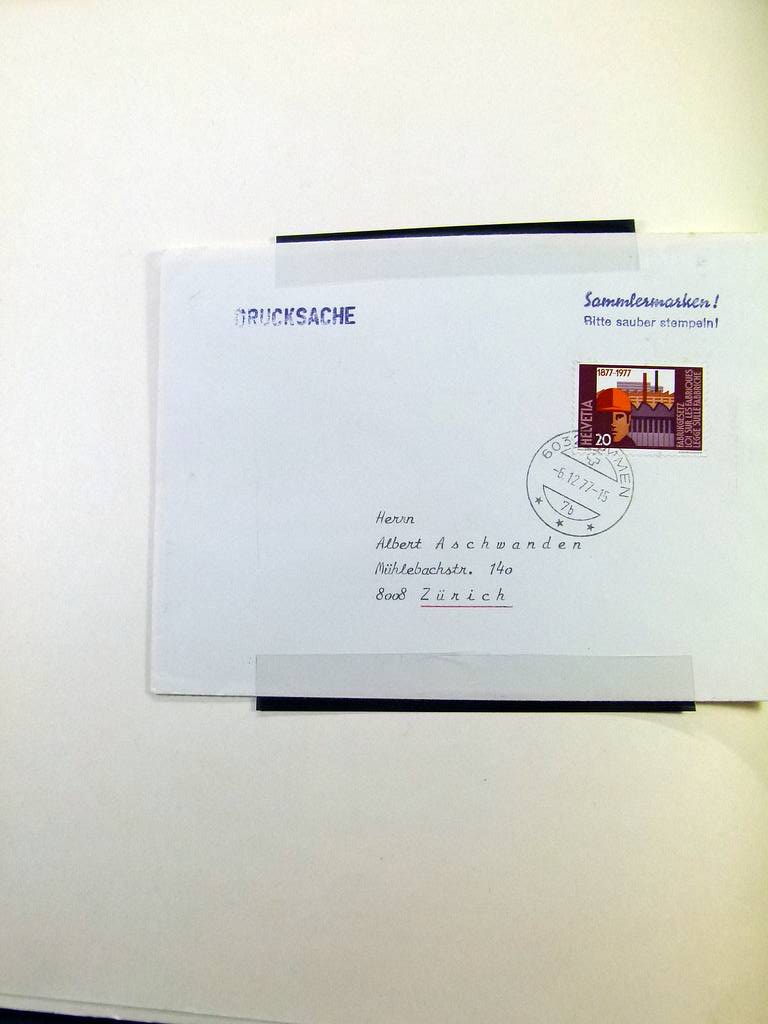 DRUCKSACHE
Sammlermarken!
Bitte sauber stempeln!
1877-1977
HELVETIA
20
FABRIKGESETZ
LOI SUR LES FABRIQUES
LEGGE SULLE FABBRICHE
-6.12.77-15
7b
Herrn
Albert Aschwanden
Mühlebachstr. 140
8008 Zürich